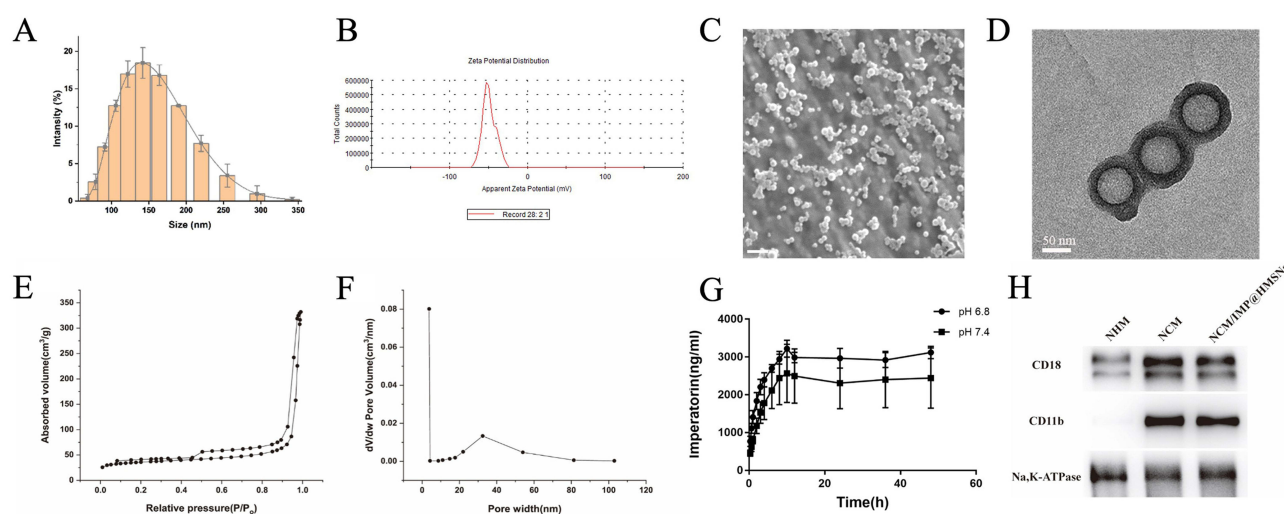 A
20
15
10
5
0
Intansity (%)
100 150 200 250 300 350
Size (nm)
B
Zeta Potential Distribution
600000
500000
400000
300000
200000
100000
0
Total Counts
-100 0 100 200
Apparent Zeta Potential (mV)
Record 28: 2 1
C
D
50 nm
E
350
300
250
200
150
100
50
0
Absorbed volume(cm³/g)
0.0 0.2 0.4 0.6 0.8 1.0
Relative pressure(P/P₀)
F
0.08
0.06
0.04
0.02
0.00
dV/dw Pore Volume(cm³/nm)
0 20 40 60 80 100 120
Pore width(nm)
G
pH 6.8
pH 7.4
4000
3000
2000
1000
0
Imperatorin(ng/ml)
0 20 40 60
Time(h)
H
NHM
NCM
NCM/IMP@HMSN
CD18
CD11b
Na,K-ATPase